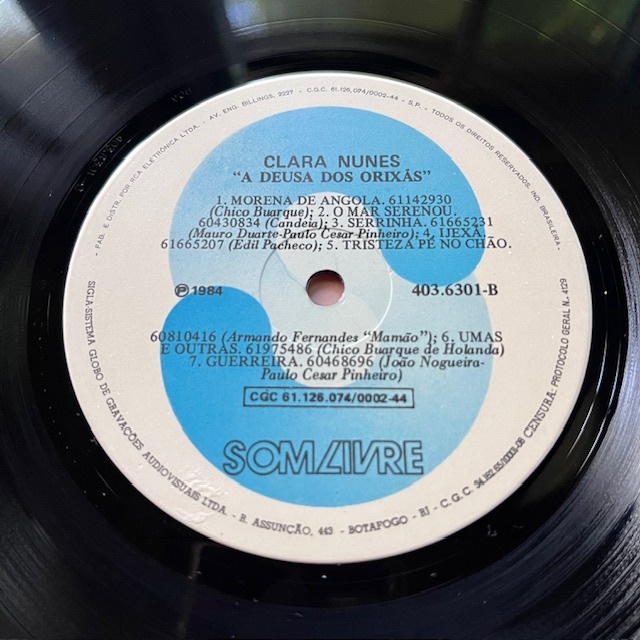 CLARA NUNES
"A DEUSA DOS ORIXÁS"
1. MORENA DE ANGOLA. 61142930
(Chico Buarque); 2. O MAR SERENOU.
60430834 (Candeia); 3. SERRINHA. 61665231
(Mauro Duarte-Paulo Cesar Pinheiro); 4. IJEXÁ.
61665207 (Edil Pacheco); 5. TRISTEZA PÉ NO CHÃO.
℗ 1984
403.6301-B
60810416 (Armando Fernandes "Mamão"); 6. UMAS
E OUTRAS. 61975486 (Chico Buarque de Holanda)
7. GUERREIRA. 60468696 (João Nogueira-
Paulo Cesar Pinheiro)
CGC 61.126.074/0002-44
SOM LIVRE
- FAB. E DISTR. POR RCA ELETRÔNICA LTDA. - AV. ENG. BILLINGS, 2227 - C.G.C. 61.126.074/0002-44 - S.P. - TODOS OS DIREITOS RESERVADOS. IND. BRASILEIRA -
SIGLA-SISTEMA GLOBO DE GRAVAÇÕES AUDIOVISUAIS LTDA. - R. ASSUNÇÃO, 443 - BOTAFOGO - RJ - C.G.C. CENSURA: PROTOCOLO GERAL N. 4129